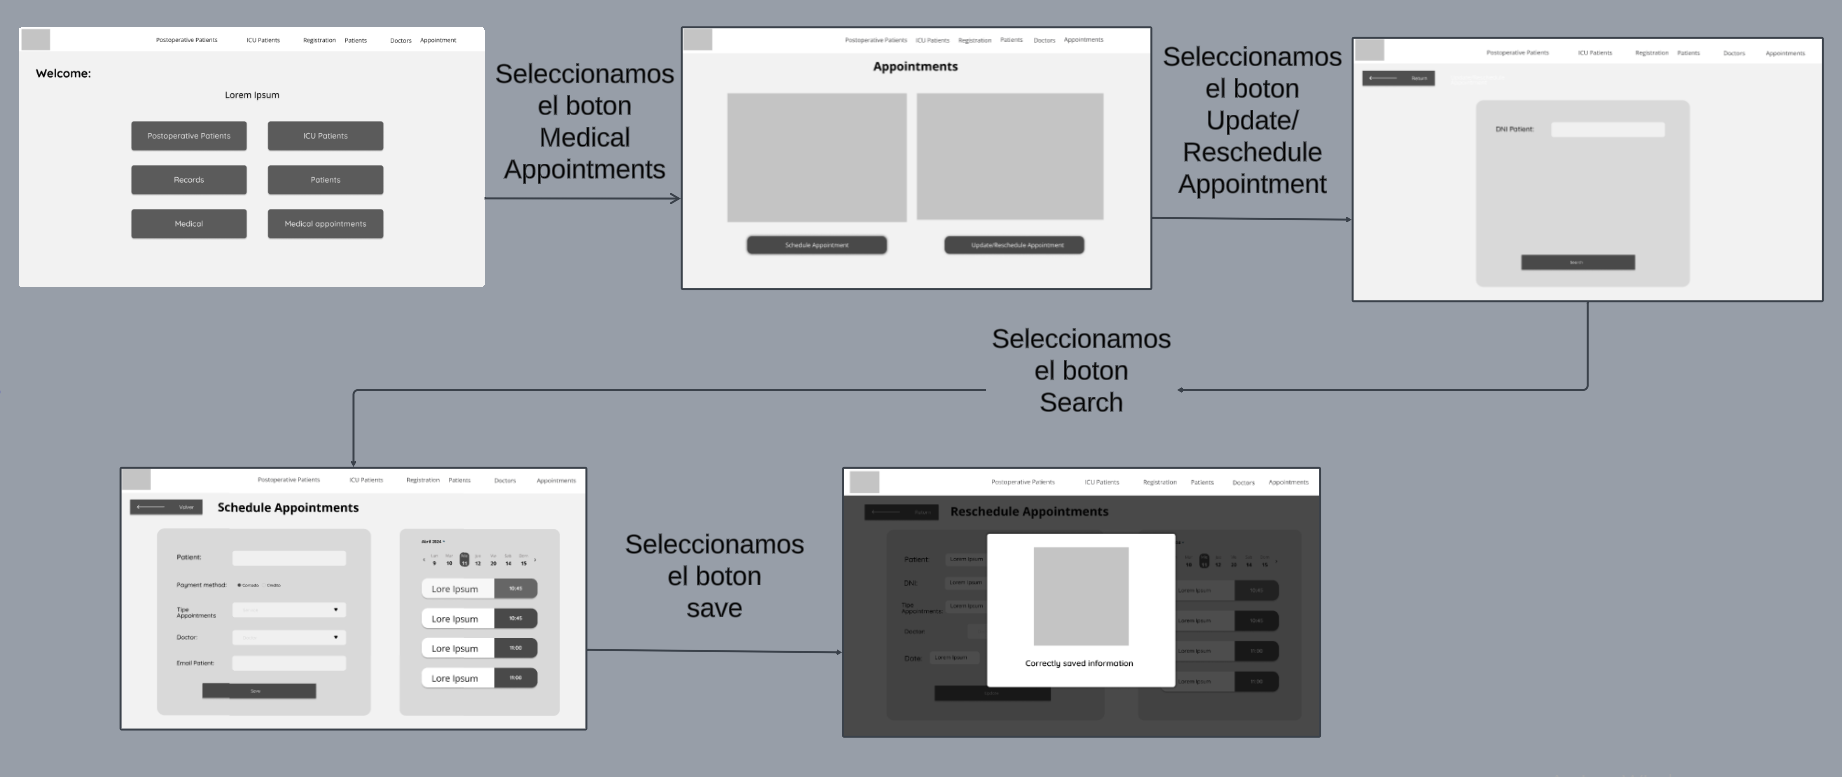 Postoperative Patients ICU Patients Registration Patients Doctors Appointment
Welcome:
Lorem Ipsum
Postoperative Patients ICU Patients
Records Patients
Medical Medical appointments
Seleccionamos
el boton
Medical
Appointments
Postoperative Patients ICU Patients Registration Patients Doctors Appointments
Appointments
Schedule Appointment Update/Reschedule Appointment
Seleccionamos
el boton
Update/
Reschedule
Appointment
Postoperative Patients ICU Patients Registration Patients Doctors Appointments
Return
DNI Patient:
Search
Seleccionamos
el boton
Search
Postoperative Patients ICU Patients Registration Patients Doctors Appointments
Volver Schedule Appointments
Patient:
Payment method: Contado Credito
Tipe
Appointments
Doctor:
Email Patient:
Save
Abril 2024
9 10 11 12 20 14 15
Lore Ipsum 10:45
Lore Ipsum 10:45
Lore Ipsum 11:00
Lore Ipsum 11:00
Seleccionamos
el boton
save
Postoperative Patients ICU Patients Registration Patients Doctors Appointments
Reschedule Appointments
Patient: Lorem Ipsum
DNI: Lorem Ipsum
Tipe
Appointments: Lorem Ipsum
Doctor:
Date: Lorem Ipsum
Correctly saved information
11 12 20 14 15
Lore Ipsum 10:45
Lore Ipsum 10:45
Lore Ipsum 11:00
Lore Ipsum 11:00